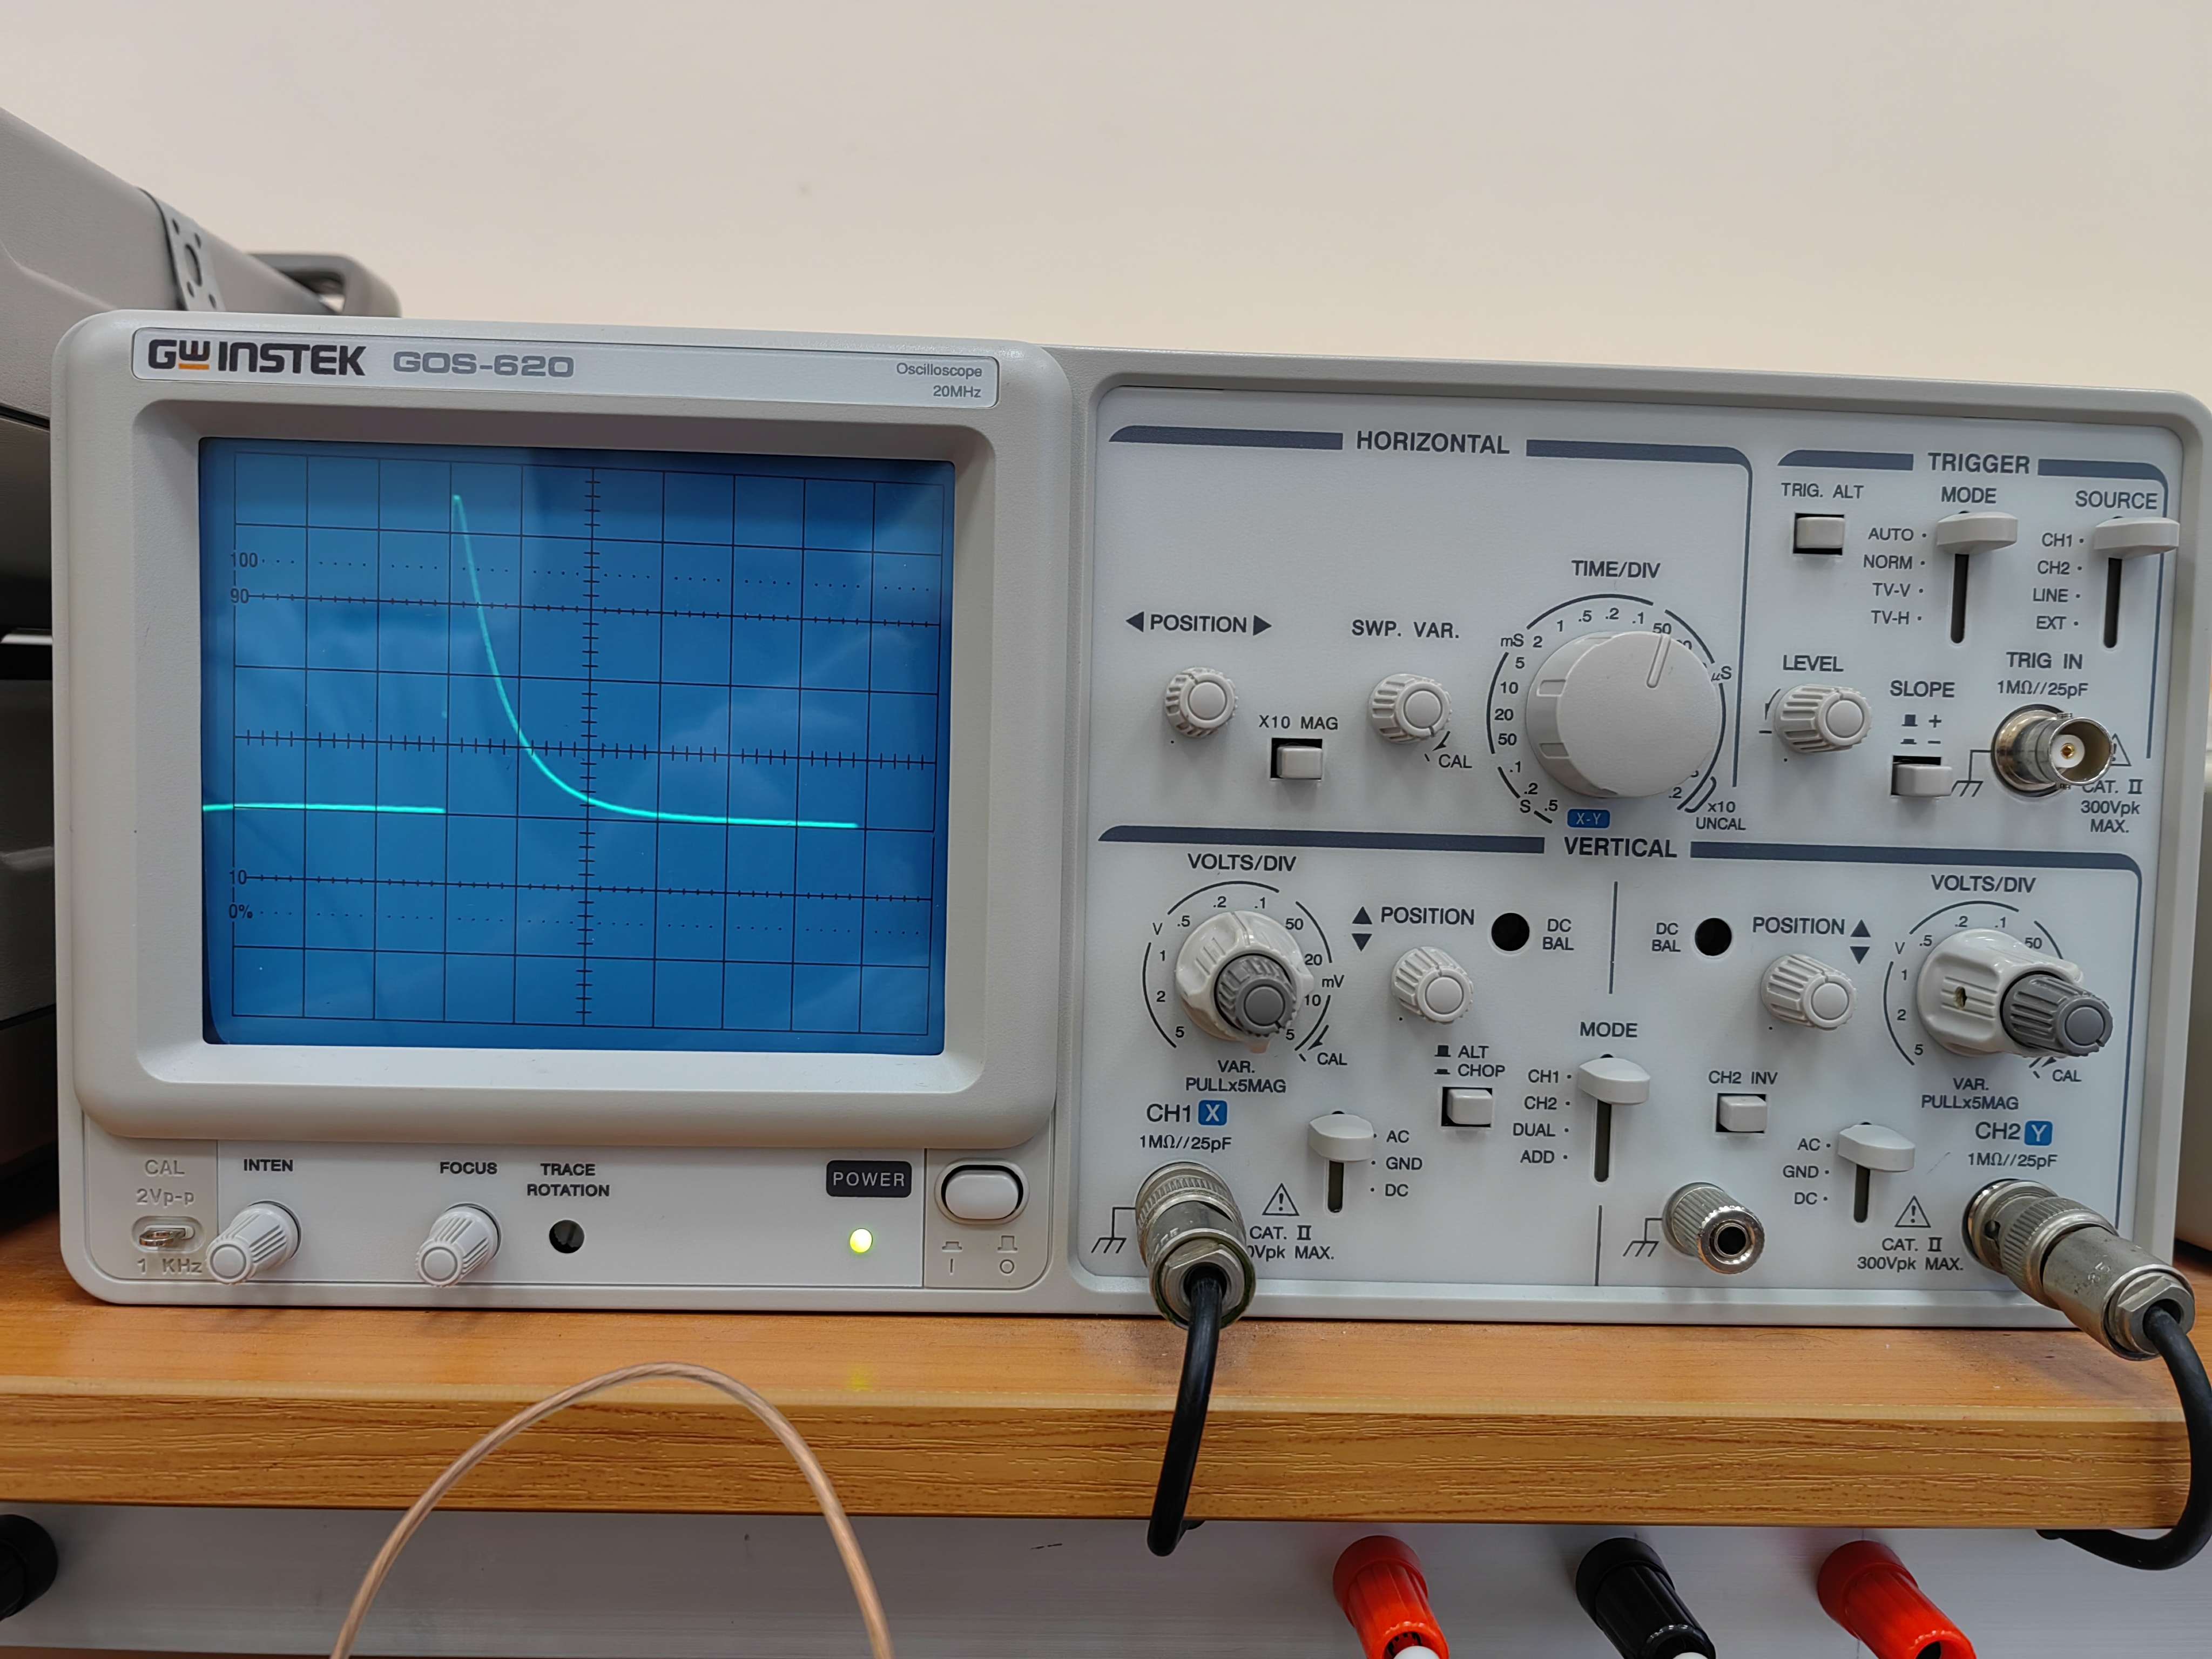 GW INSTEK GOS-620
Oscilloscope
20MHz
100
90
10
0%
CAL
2Vp-p
1 KHz
INTEN
FOCUS
TRACE
ROTATION
POWER
I O
HORIZONTAL
◀ POSITION ▶
SWP. VAR.
X10 MAG
CAL
TIME/DIV
mS 2 1 .5 .2 .1 50
5
10
20
50
.1
.2
S .5
X-Y
µS
.2
x10
UNCAL
TRIGGER
TRIG. ALT
MODE
AUTO
NORM
TV-V
TV-H
SOURCE
CH1
CH2
LINE
EXT
LEVEL
SLOPE
+
-
TRIG IN
1MΩ//25pF
CAT. II
300Vpk
MAX.
VERTICAL
VOLTS/DIV
V .5 .2 .1 50
1
2
5
20
mV
10
5
CAL
VAR.
PULLx5MAG
CH1 X
1MΩ//25pF
▲ POSITION
▼
DC
BAL
ALT
CHOP
AC
GND
DC
CAT. II
0Vpk MAX.
MODE
CH1
CH2
DUAL
ADD
DC
BAL
POSITION ▲
▼
CH2 INV
VOLTS/DIV
V .5 .2 .1 50
1
2
5
CAL
VAR.
PULLx5MAG
CH2 Y
1MΩ//25pF
AC
GND
DC
CAT. II
300Vpk MAX.